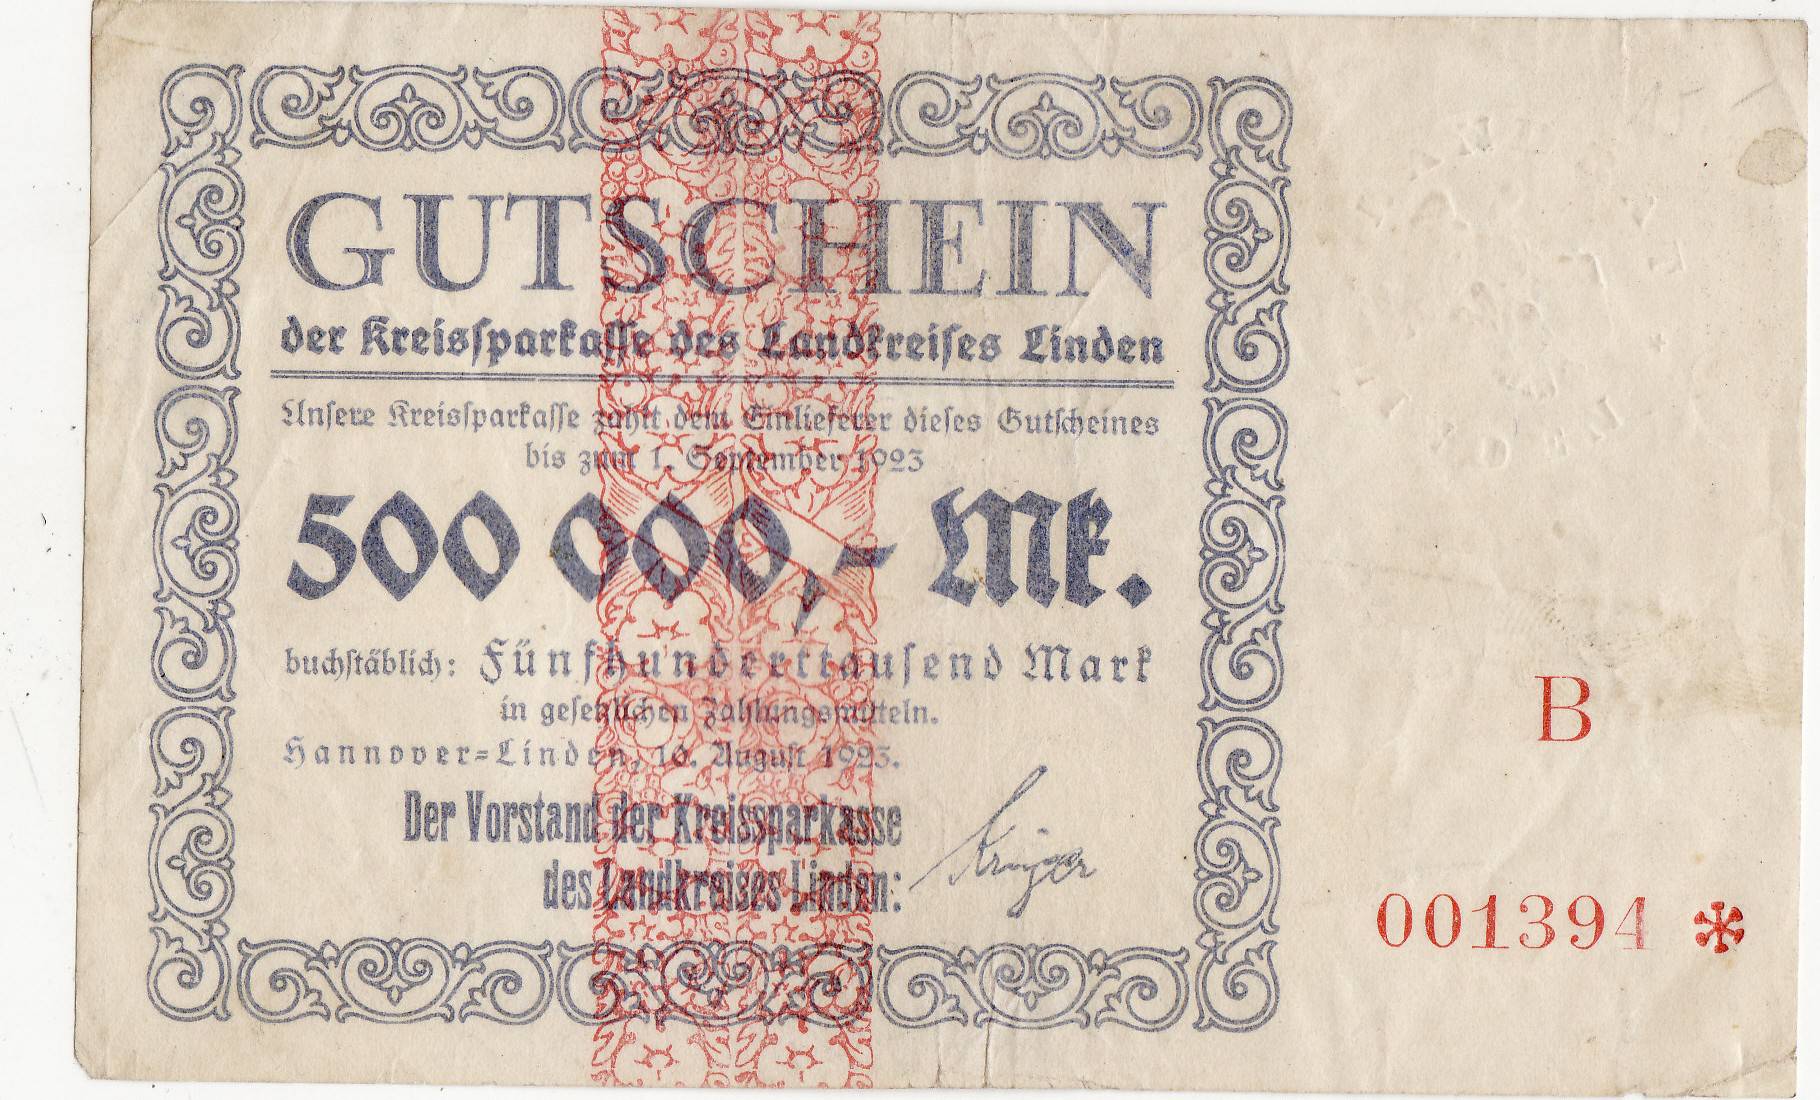 GUTSCHEIN
der Kreissparkasse des Landkreises Linden
Unsere Kreissparkasse zahlt dem Einlieferer dieses Gutscheines
bis zum 1. September 1923
500 000,- Mk.
buchstäblich: Fünfhunderttausend Mark
in gesetzlichen Zahlungsmitteln.
Hannover-Linden, 10. August 1923.
Der Vorstand der Kreissparkasse
des Landkreises Linden:
Krüger
B
001394 *